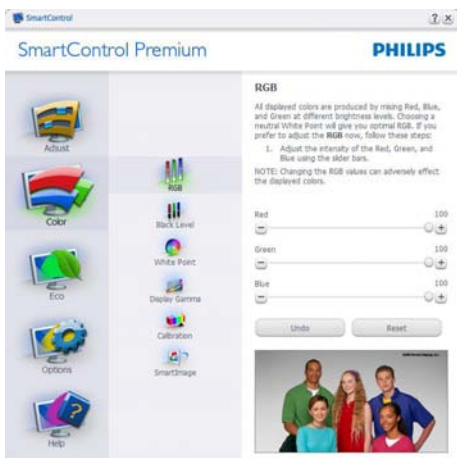 SmartControl
SmartControl Premium
PHILIPS
Adjust
Color
Eco
Options
Help
RGB
Black Level
White Point
Display Gamma
Calibration
SmartImage
RGB
All displayed colors are produced by mixing Red, Blue,
and Green at different brightness levels. Choosing a
neutral White Point will give you optimal RGB. If you
prefer to adjust the RGB now, follow these steps:
1. Adjust the intensity of the Red, Green, and
Blue using the slider bars.
NOTE: Changing the RGB values can adversely effect
the displayed colors.
Red 100
Green 100
Blue 100
Undo Reset